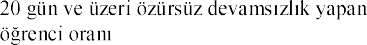 20 gün ve üzeri özürsüz devamsızlık yapan
öğrenci oranı